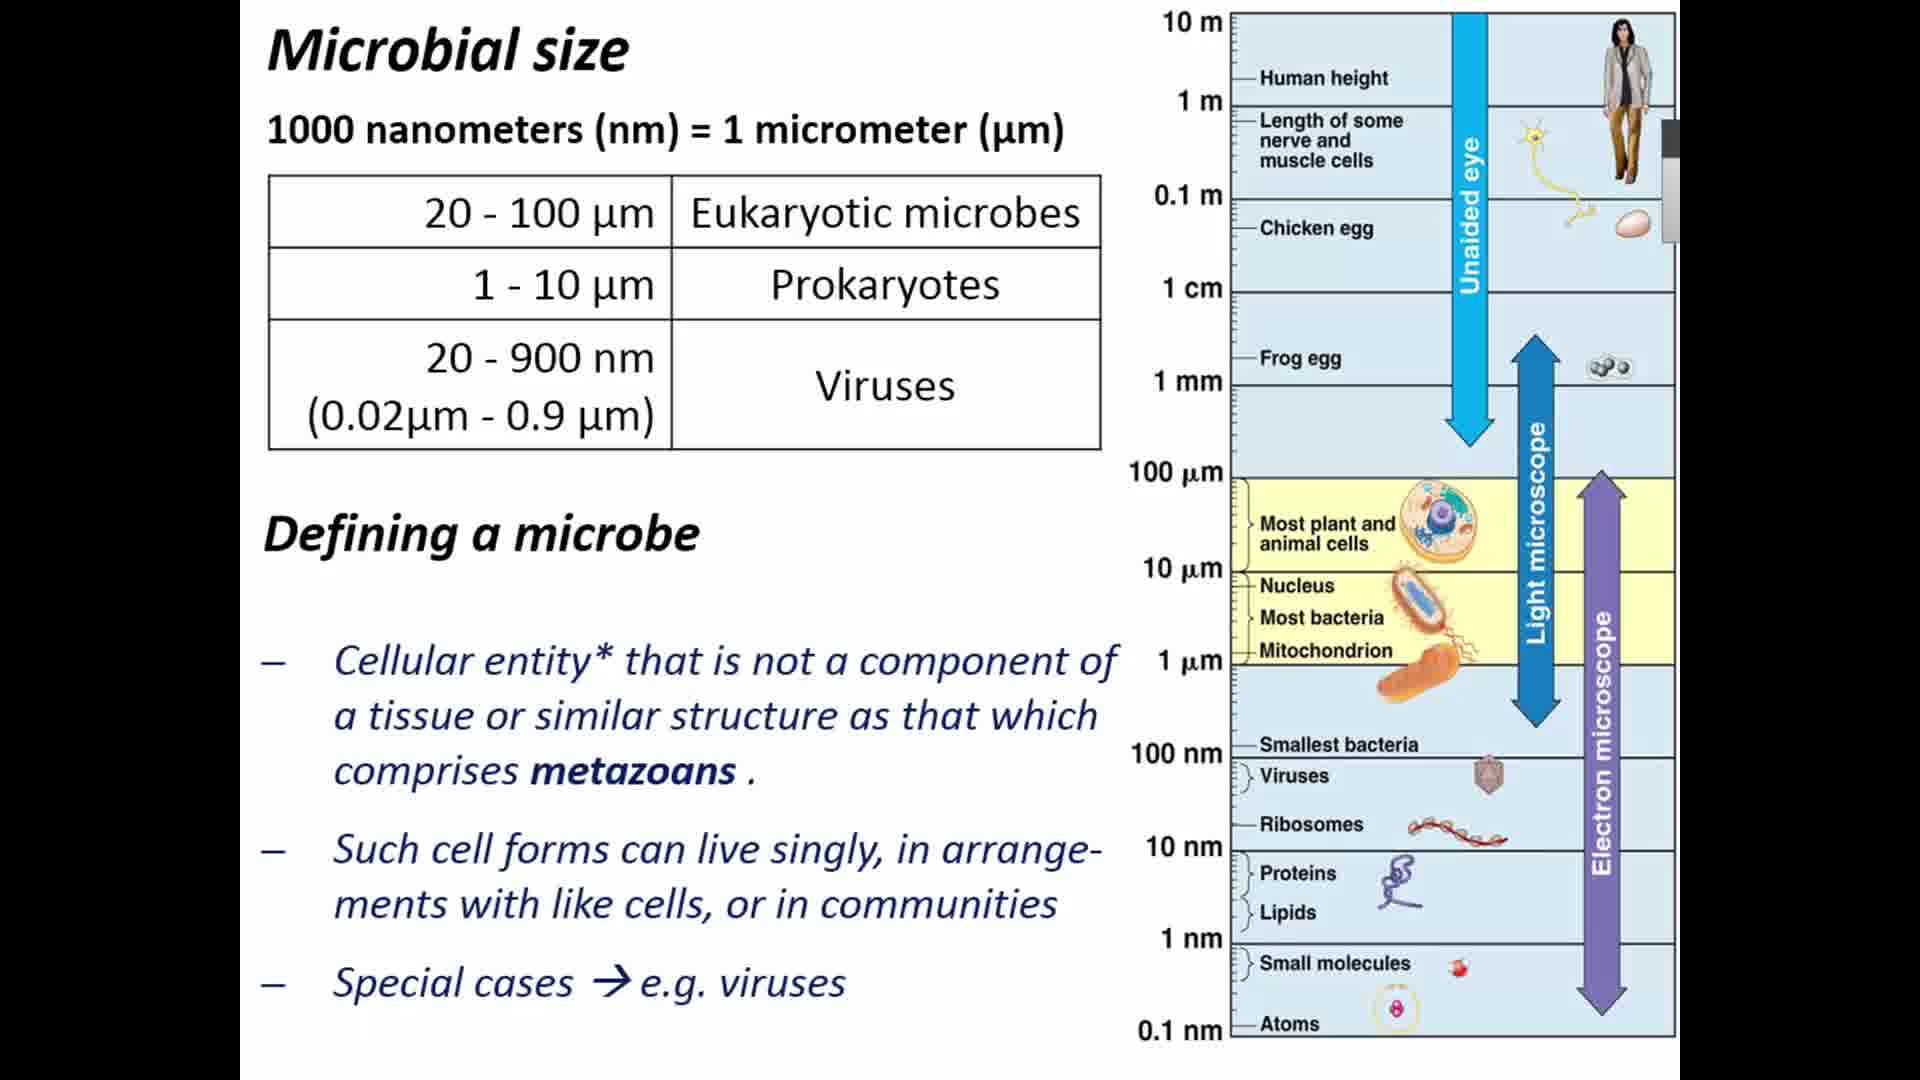 Microbial size
1000 nanometers (nm) = 1 micrometer (µm)
20 - 100 µm Eukaryotic microbes
1 - 10 µm Prokaryotes
20 - 900 nm
(0.02µm - 0.9 µm)
Viruses
Defining a microbe
– Cellular entity* that is not a component of
a tissue or similar structure as that which
comprises metazoans .
– Such cell forms can live singly, in arrange-
ments with like cells, or in communities
– Special cases → e.g. viruses
10 m
Human height
1 m
Length of some
nerve and
muscle cells
0.1 m
Chicken egg
1 cm
Frog egg
1 mm
100 µm
Most plant and
animal cells
10 µm
Nucleus
Most bacteria
Mitochondrion
1 µm
Smallest bacteria
100 nm
Viruses
Ribosomes
10 nm
Proteins
Lipids
1 nm
Small molecules
Atoms
0.1 nm
Unaided eye
Light microscope
Electron microscope